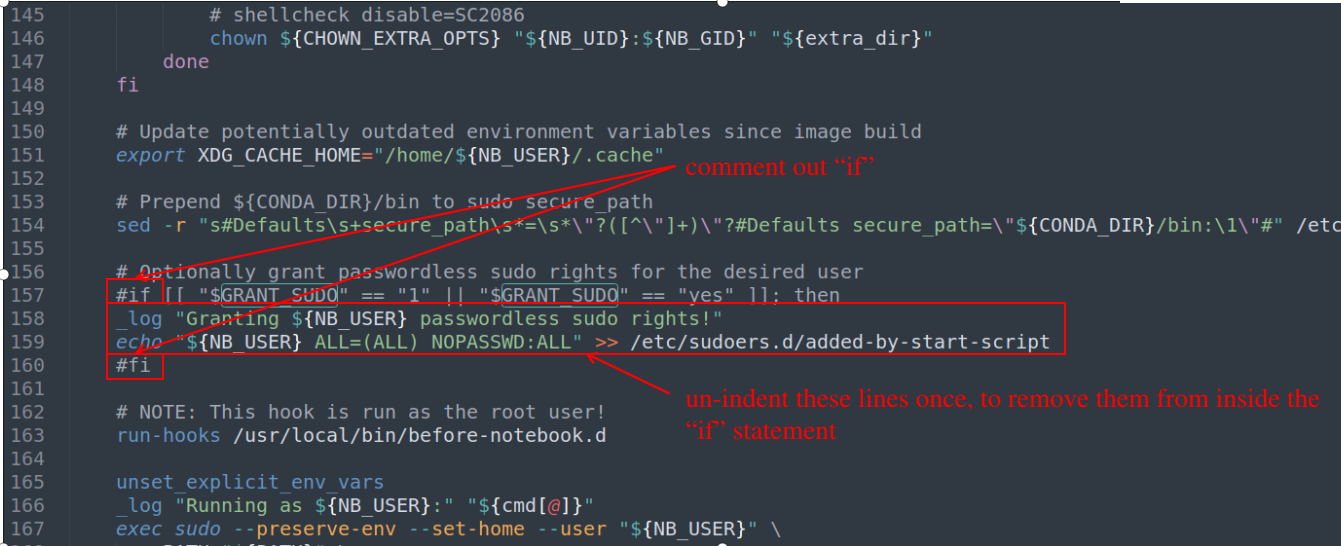 145 # shellcheck disable=SC2086
146 chown ${CHOWN_EXTRA_OPTS} "${NB_UID}:${NB_GID}" "${extra_dir}"
147 done
148 fi
149
150 # Update potentially outdated environment variables since image build
151 export XDG_CACHE_HOME="/home/${NB_USER}/.cache"
comment out “if”
152
153 # Prepend ${CONDA_DIR}/bin to sudo secure_path
154 sed -r "s#Defaults\s+secure_path\s*=\s*\"?([^\"]+)\"?#Defaults secure_path=\"${CONDA_DIR}/bin:\1\"#" /etc
155
156 # Optionally grant passwordless sudo rights for the desired user
157 #if [[ "$GRANT_SUDO" == "1" || "$GRANT_SUDO" == "yes" ]]; then
158 _log "Granting ${NB_USER} passwordless sudo rights!"
159 echo "${NB_USER} ALL=(ALL) NOPASSWD:ALL" >> /etc/sudoers.d/added-by-start-script
160 #fi
161
un-indent these lines once, to remove them from inside the
“if” statement
162 # NOTE: This hook is run as the root user!
163 run-hooks /usr/local/bin/before-notebook.d
164
165 unset_explicit_env_vars
166 _log "Running as ${NB_USER}:" "${cmd[@]}"
167 exec sudo --preserve-env --set-home --user "${NB_USER}" \